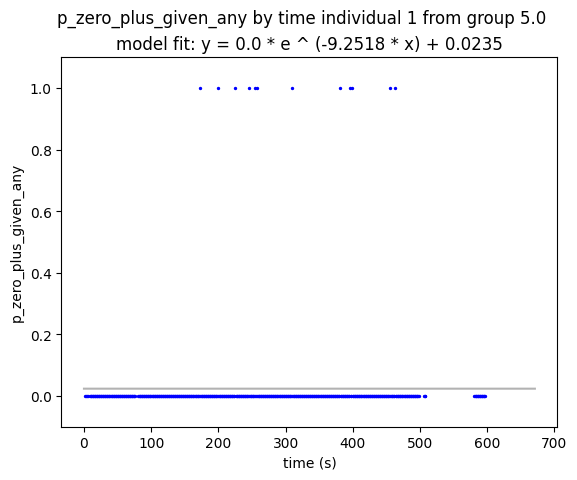 p_zero_plus_given_any by time individual 1 from group 5.0
model fit: y = 0.0 * e ^ (-9.2518 * x) + 0.0235
1.0
0.8
0.6
0.4
0.2
0.0
p_zero_plus_given_any
0 100 200 300 400 500 600 700
time (s)